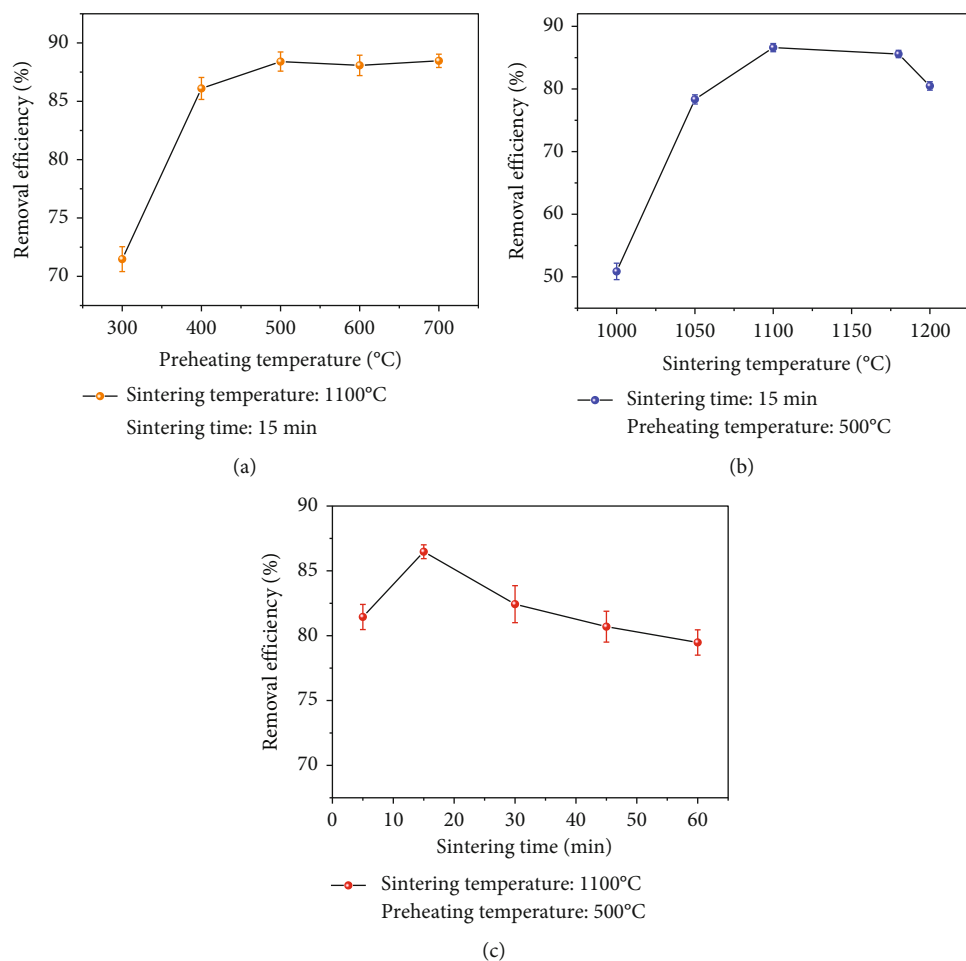 90
85
80
75
70
Removal efficiency (%)
300 400 500 600 700
Preheating temperature (°C)
Sintering temperature: 1100°C
Sintering time: 15 min
(a)
90
80
70
60
50
Removal efficiency (%)
1000 1050 1100 1150 1200
Sintering temperature (°C)
Sintering time: 15 min
Preheating temperature: 500°C
(b)
90
85
80
75
70
Removal efficiency (%)
0 10 20 30 40 50 60
Sintering time (min)
Sintering temperature: 1100°C
Preheating temperature: 500°C
(c)